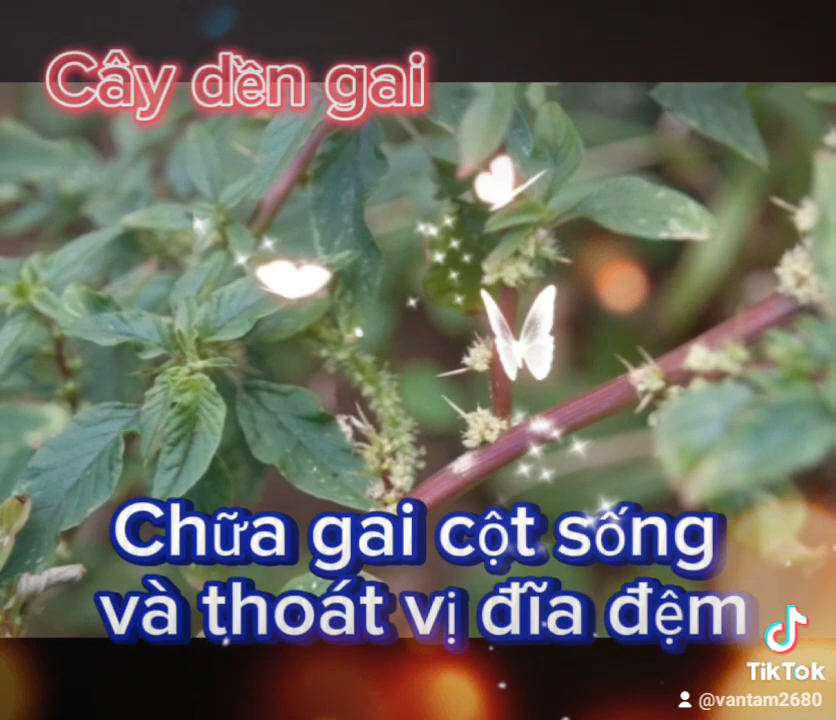 Cây dền gai
Chữa gai cột sống
và thoát vị đĩa đệm
TikTok
@vantam2680